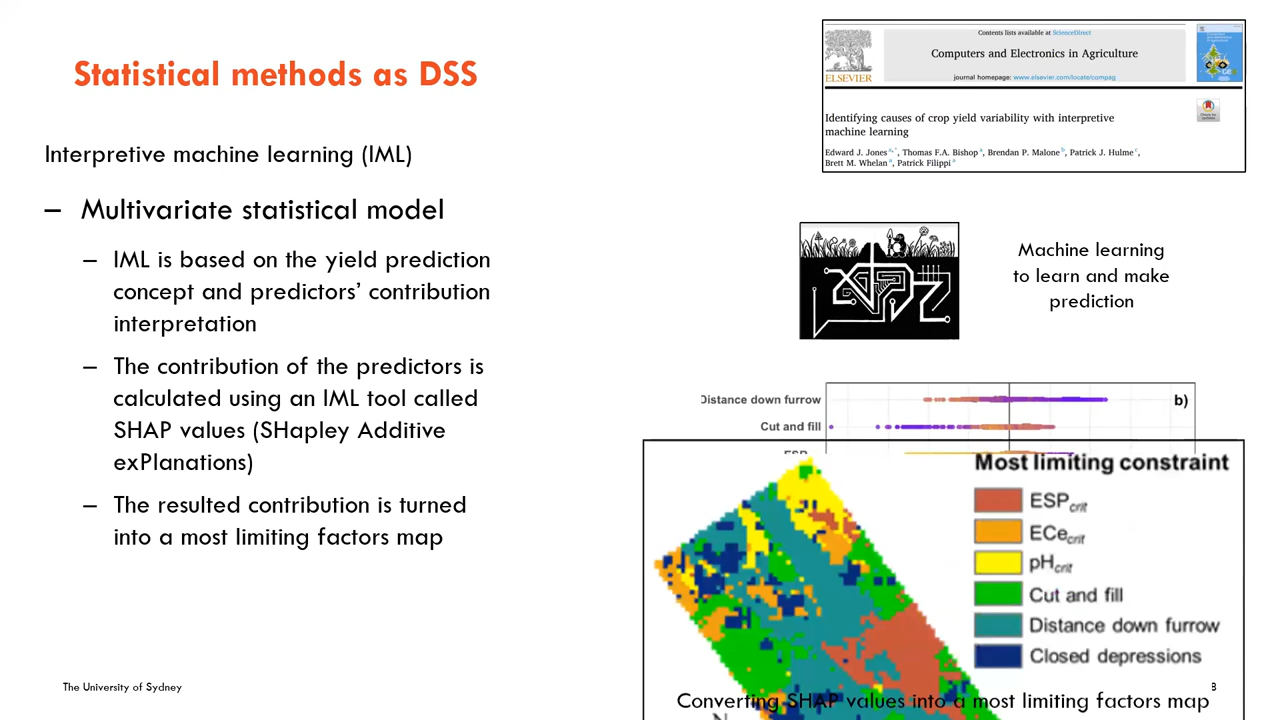 Statistical methods as DSS
Interpretive machine learning (IML)
– Multivariate statistical model
– IML is based on the yield prediction
concept and predictors’ contribution
interpretation
– The contribution of the predictors is
calculated using an IML tool called
SHAP values (SHapley Additive
exPlanations)
– The resulted contribution is turned
into a most limiting factors map
The University of Sydney
Contents lists available at ScienceDirect
Computers and Electronics in Agriculture
ELSEVIER
journal homepage: www.elsevier.com/locate/compag
Identifying causes of crop yield variability with interpretive
machine learning
Edward J. Jones a,*, Thomas F.A. Bishop a, Brendan P. Malone b, Patrick J. Hulme c,
Brett M. Whelan a, Patrick Filippi a
Machine learning
to learn and make
prediction
Distance down furrow
b)
Cut and fill
ESP
Most limiting constraint
ESPcrit
ECecrit
pHcrit
Cut and fill
Distance down furrow
Closed depressions
Converting SHAP values into a most limiting factors map
8
N